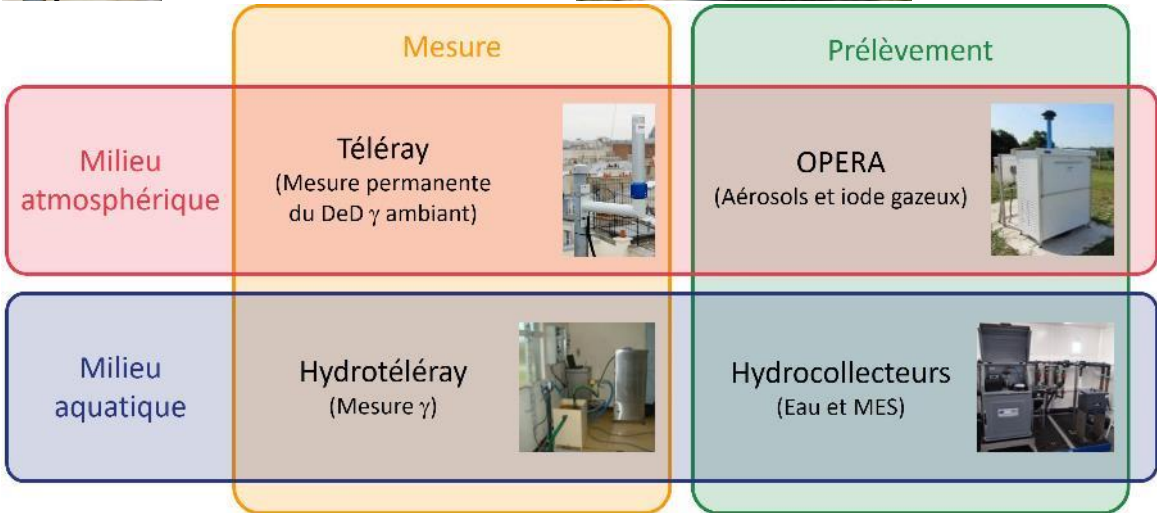 Mesure
Prélèvement
Milieu
atmosphérique
Téléray
(Mesure permanente
du DeD γ ambiant)
OPERA
(Aérosols et iode gazeux)
Milieu
aquatique
Hydrotéléray
(Mesure γ)
Hydrocollecteurs
(Eau et MES)